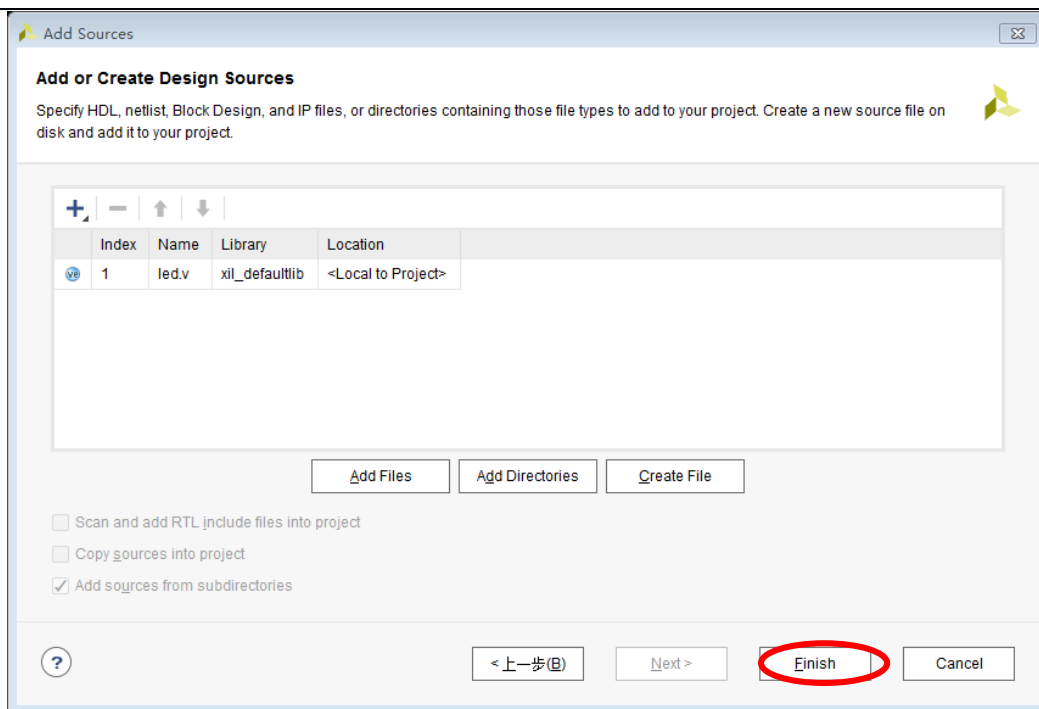 Add Sources
Add or Create Design Sources
Specify HDL, netlist, Block Design, and IP files, or directories containing those file types to add to your project. Create a new source file on
disk and add it to your project.
Index Name Library Location
1 led.v xil_defaultlib <Local to Project>
Add Files Add Directories Create File
Scan and add RTL include files into project
Copy sources into project
Add sources from subdirectories
? <上一步(B) Next > Finish Cancel